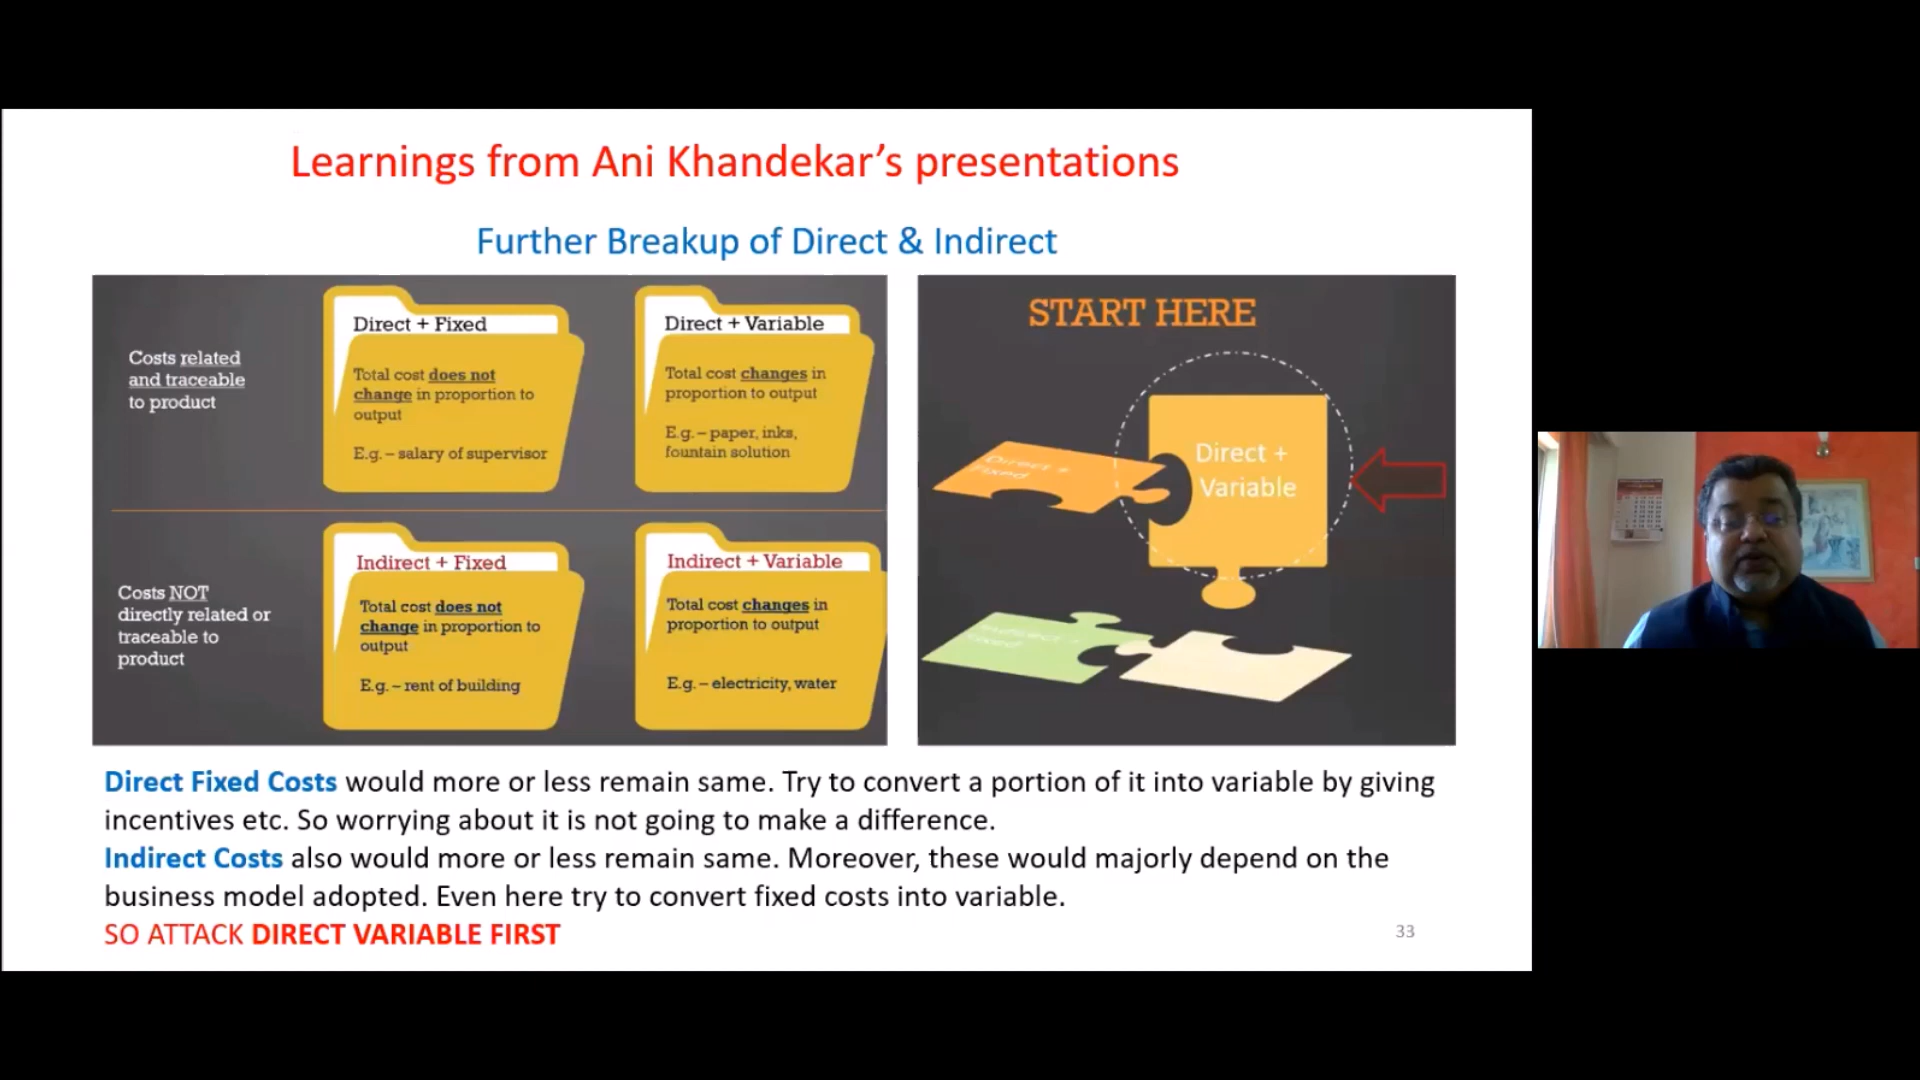 Learnings from Ani Khandekar’s presentations
Further Breakup of Direct & Indirect
Costs related
and traceable
to product
Direct + Fixed
Total cost does not
change in proportion to
output
E.g. – salary of supervisor
Direct + Variable
Total cost changes in
proportion to output
E.g. – paper, inks,
fountain solution
Costs NOT
directly related or
traceable to
product
Indirect + Fixed
Total cost does not
change in proportion to
output
E.g. – rent of building
Indirect + Variable
Total cost changes in
proportion to output
E.g. – electricity, water
START HERE
Direct +
Fixed
Direct +
Variable
Indirect +
Fixed
Direct Fixed Costs would more or less remain same. Try to convert a portion of it into variable by giving
incentives etc. So worrying about it is not going to make a difference.
Indirect Costs also would more or less remain same. Moreover, these would majorly depend on the
business model adopted. Even here try to convert fixed costs into variable.
SO ATTACK DIRECT VARIABLE FIRST
33